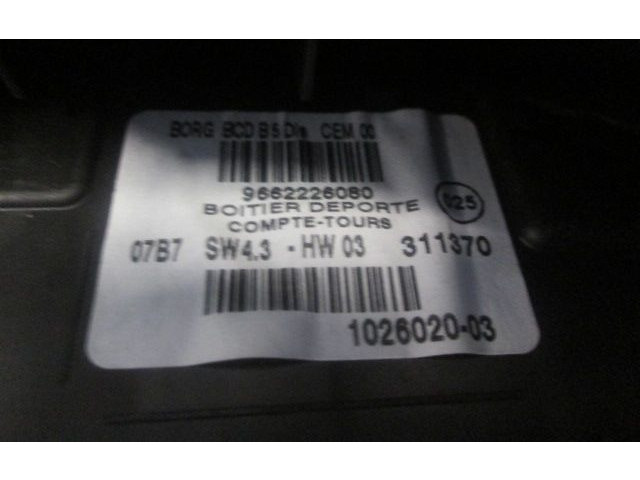 BORG BCD B5 Die CEM 00
9662226080
BOITIER DEPORTE
COMPTE-TOURS
025
07B7 SW4.3 - HW 03 311370
1026020-03